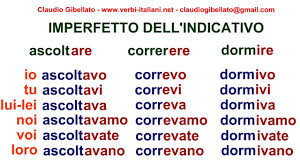 Claudio Gibellato - www.verbi-italiani.net - claudiogibellato@gmail.com
IMPERFETTO DELL'INDICATIVO
ascoltare correrere dormire
io ascoltavo correvo dormivo
tu ascoltavi correvi dormivi
lui-lei ascoltava correva dormiva
noi ascoltavamo correvamo dormivamo
voi ascoltavate correvate dormivate
loro ascoltavano correvano dormivano